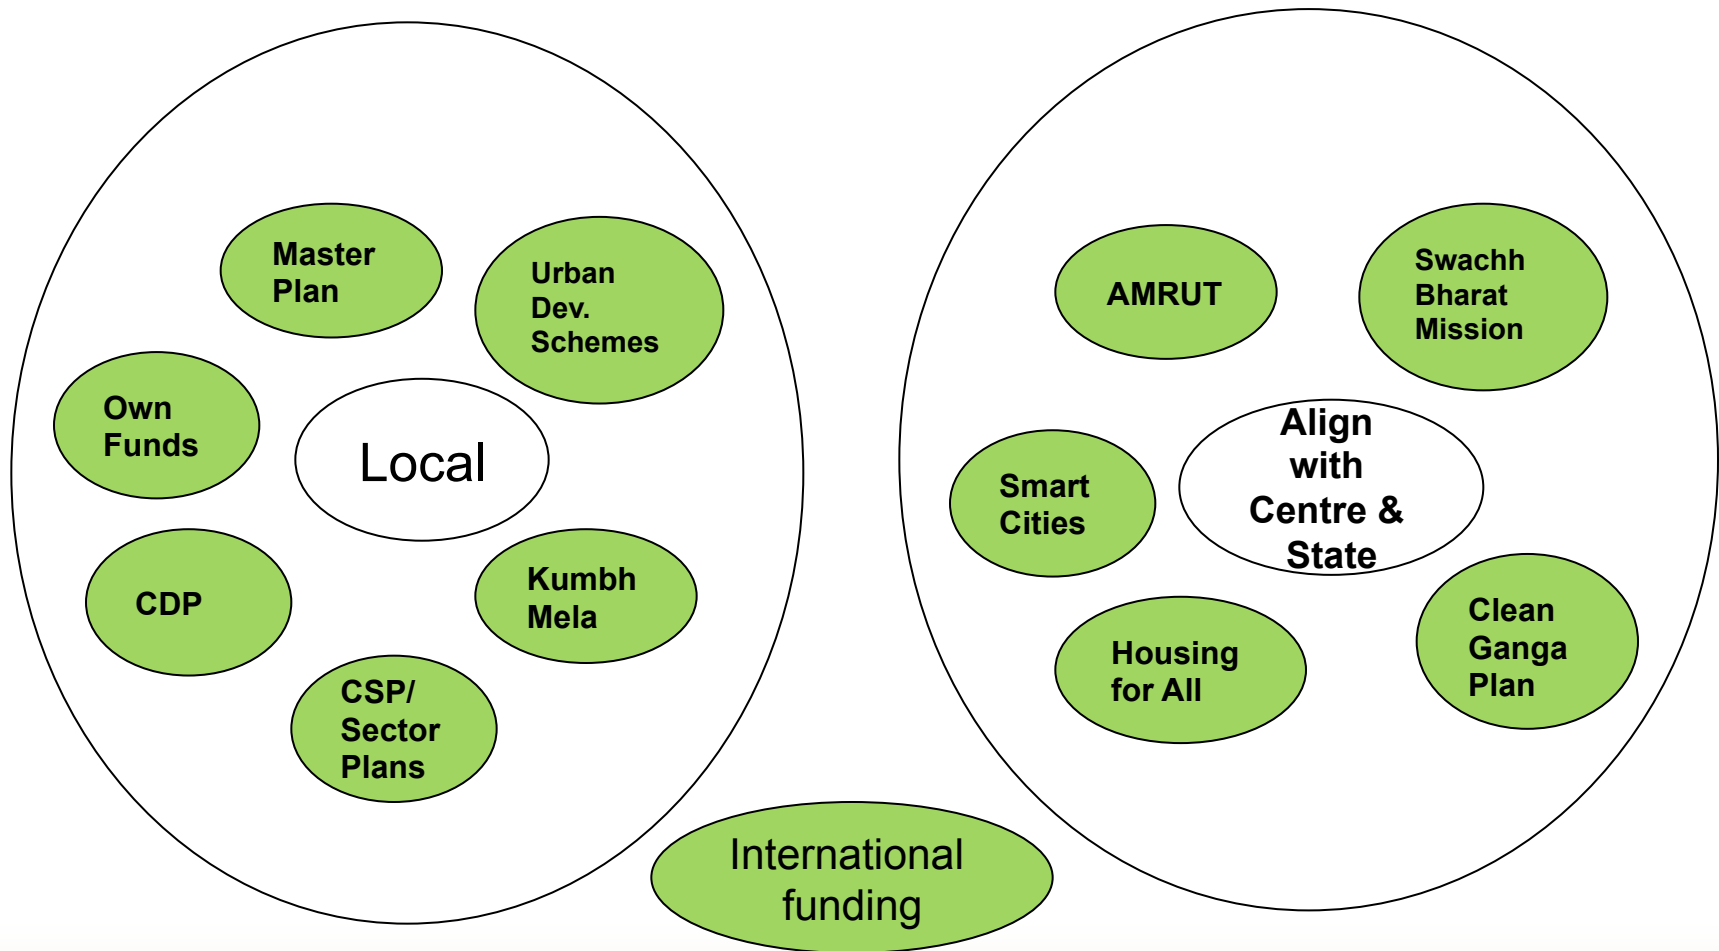 Master
Plan
Urban
Dev.
Schemes
Own
Funds
Local
CDP
Kumbh
Mela
CSP/
Sector
Plans
AMRUT
Swachh
Bharat
Mission
Smart
Cities
Align
with
Centre &
State
Housing
for All
Clean
Ganga
Plan
International
funding